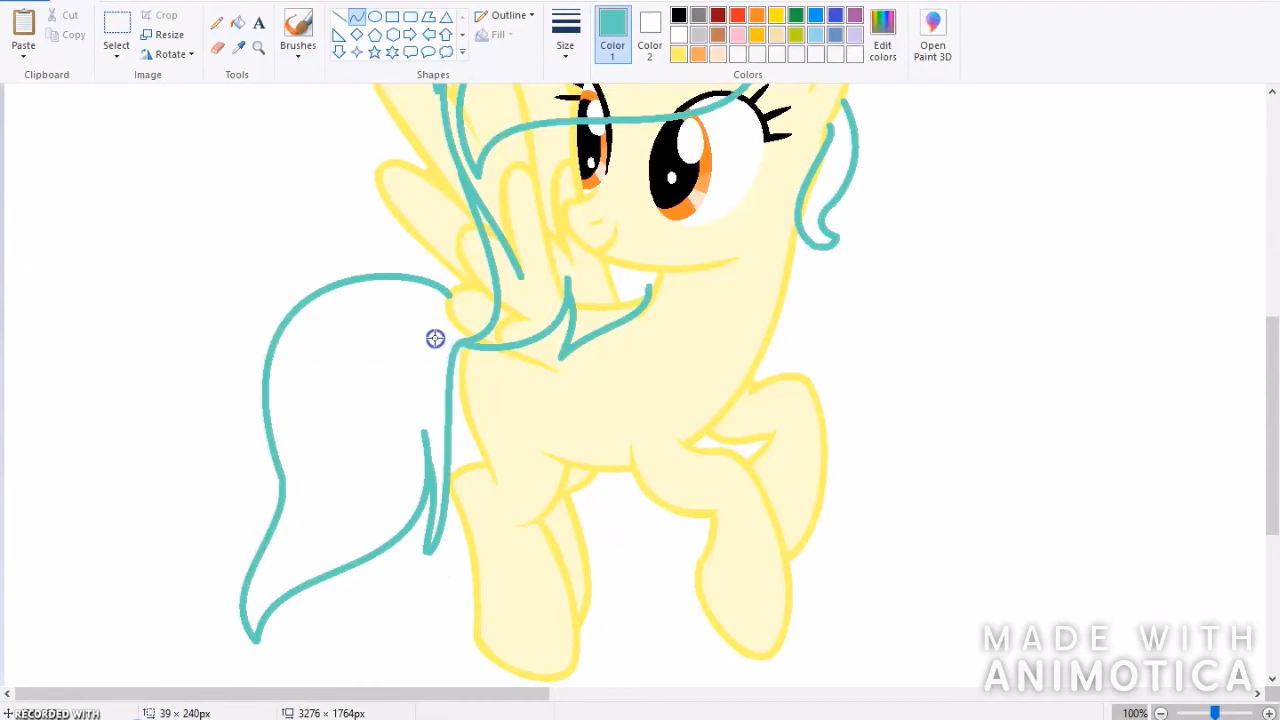 Paste
Cut
Copy
Clipboard
Select
Crop
Resize
Rotate
Image
A
Tools
Brushes
Outline
Fill
Shapes
Size
Color 1
Color 2
Colors
Edit colors
Open Paint 3D
MADE WITH
ANIMOTICA
RECORDED WITH
39 × 240px
3276 × 1764px
100%